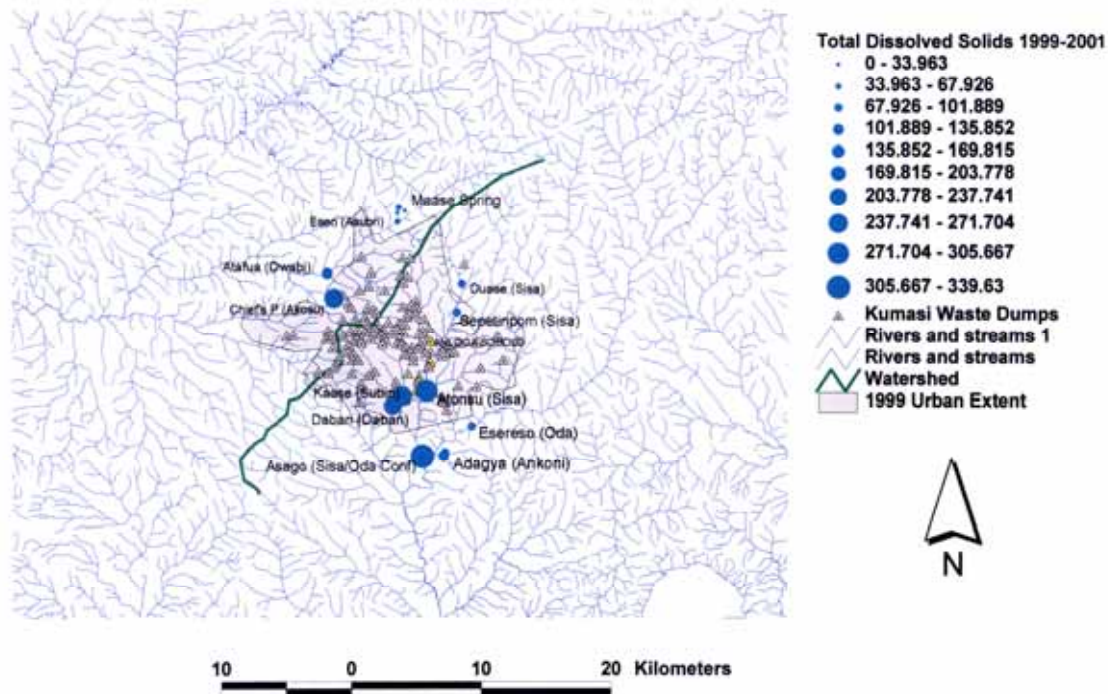 Total Dissolved Solids 1999-2001
0 - 33.963
33.963 - 67.926
67.926 - 101.889
101.889 - 135.852
135.852 - 169.815
169.815 - 203.778
203.778 - 237.741
237.741 - 271.704
271.704 - 305.667
305.667 - 339.63
Kumasi Waste Dumps
Rivers and streams 1
Rivers and streams
Watershed
1999 Urban Extent
Maase Spring
Esen (Asubri)
Atafua (Owabi)
Duase (Sisa)
Chief's P (Akosu)
Sepetinpom (Sisa)
Kaase (Subin)
Atonsu (Sisa)
Daban (Daban)
Esereso (Oda)
Asago (Sisa/Oda Conf)
Adagya (Ankoni)
N
10 0 10 20 Kilometers